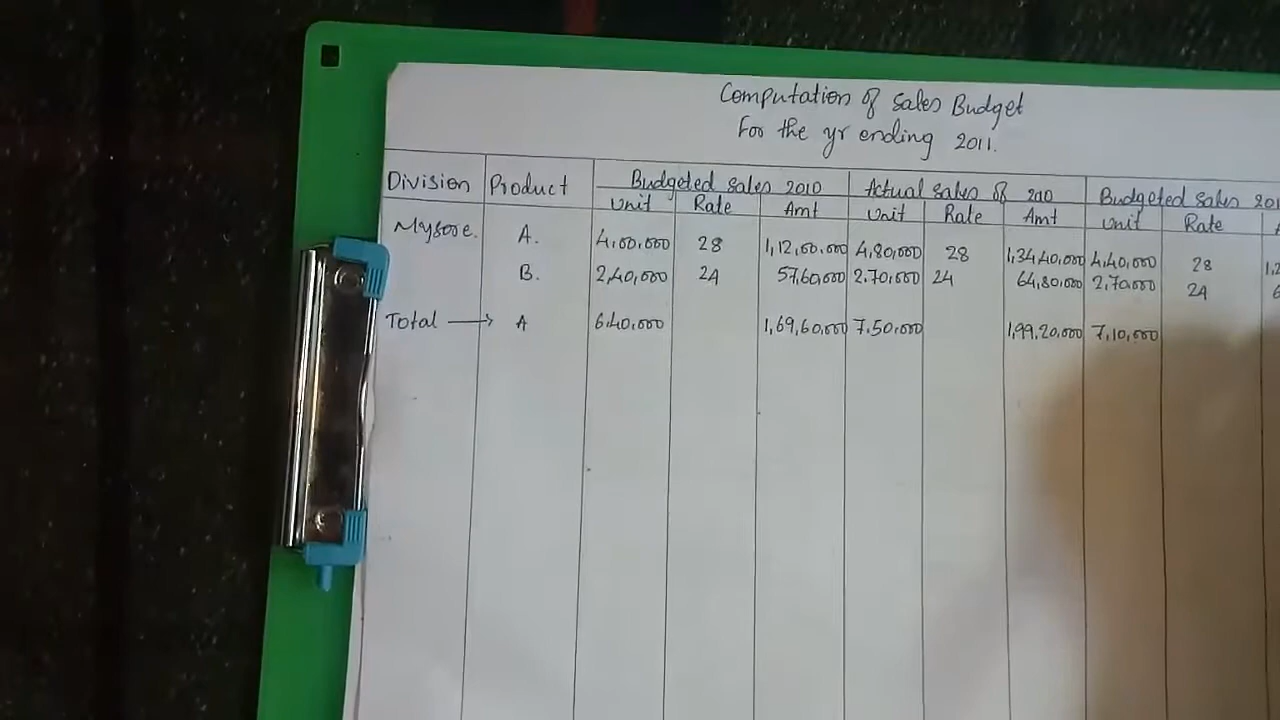 Computation of Sales Budget
For the yr ending 2011.
Division Product Budgeted Sales 2010 Actual Sales of 2010 Budgeted Sales 201
Unit Rate Amt Unit Rate Amt Unit Rate
Mysore. A. 4,00,000 28 1,12,00,000 4,80,000 28 1,34,40,000 4,40,000 28 1,2
B. 2,40,000 24 57,60,000 2,70,000 24 64,80,000 2,70,000 24 6
Total → A 6,40,000 1,69,60,000 7,50,000 1,99,20,000 7,10,000